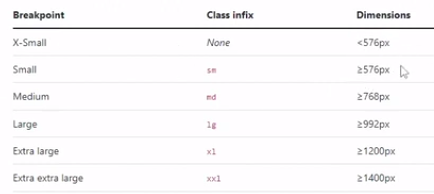 Breakpoint Class infix Dimensions
X-Small None <576px
Small sm ≥576px
Medium md ≥768px
Large lg ≥992px
Extra large xl ≥1200px
Extra extra large xxl ≥1400px